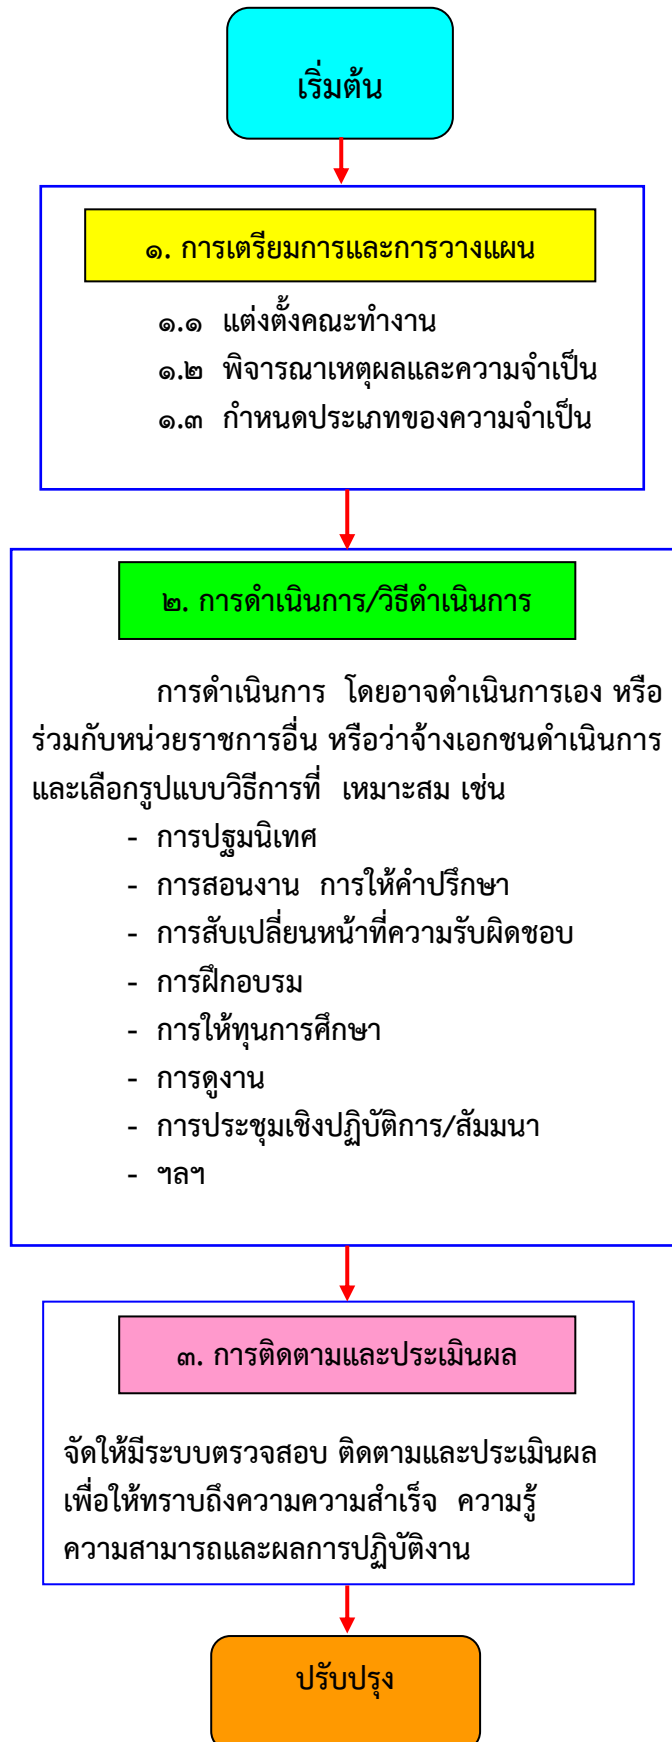 เริ่มต้น
๑. การเตรียมการและการวางแผน
๑.๑ แต่งตั้งคณะทำงาน
๑.๒ พิจารณาเหตุผลและความจำเป็น
๑.๓ กำหนดประเภทของความจำเป็น
๒. การดำเนินการ/วิธีดำเนินการ
การดำเนินการ โดยอาจดำเนินการเอง หรือ
ร่วมกับหน่วยราชการอื่น หรือว่าจ้างเอกชนดำเนินการ
และเลือกรูปแบบวิธีการที่ เหมาะสม เช่น
- การปฐมนิเทศ
- การสอนงาน การให้คำปรึกษา
- การสับเปลี่ยนหน้าที่ความรับผิดชอบ
- การฝึกอบรม
- การให้ทุนการศึกษา
- การดูงาน
- การประชุมเชิงปฏิบัติการ/สัมมนา
- ฯลฯ
๓. การติดตามและประเมินผล
จัดให้มีระบบตรวจสอบ ติดตามและประเมินผล
เพื่อให้ทราบถึงความความสำเร็จ ความรู้
ความสามารถและผลการปฏิบัติงาน
ปรับปรุง